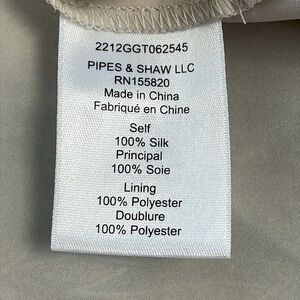 2212GGT062545
PIPES & SHAW LLC
RN155820
Made in China
Fabriqué en Chine
Self
100% Silk
Principal
100% Soie
Lining
100% Polyester
Doublure
100% Polyester